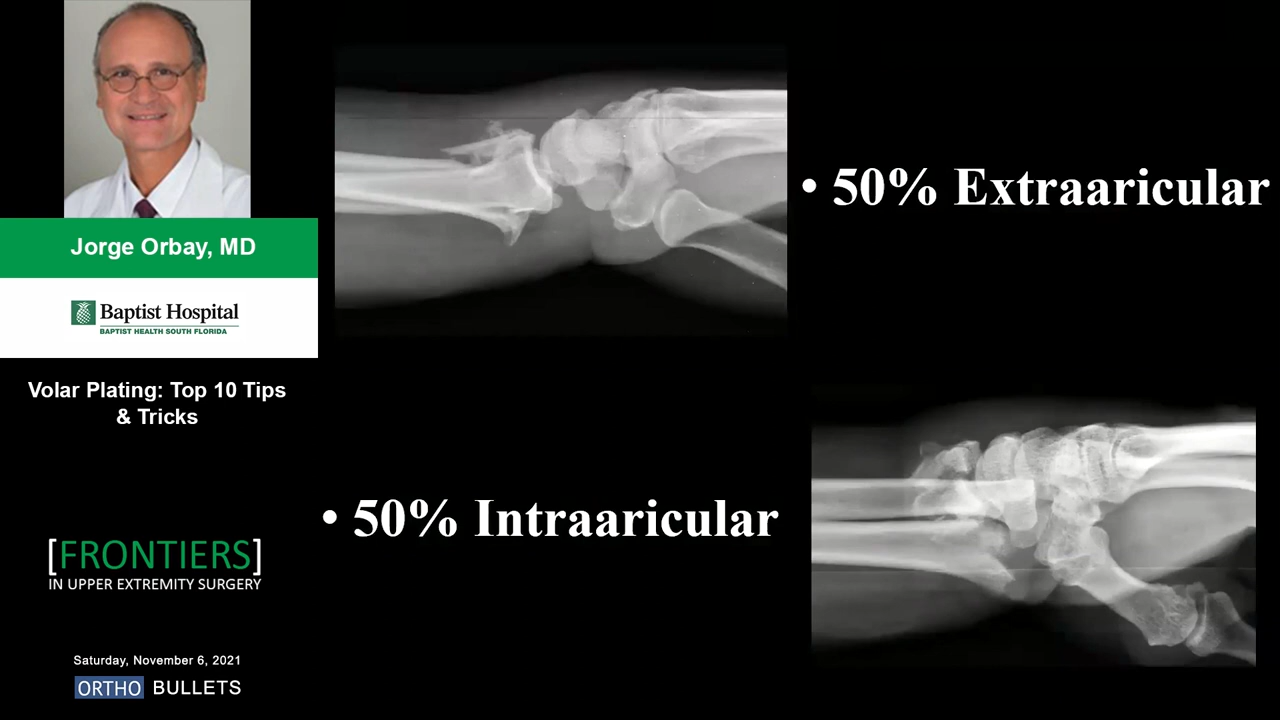 Jorge Orbay, MD
Baptist Hospital
BAPTIST HEALTH SOUTH FLORIDA
Volar Plating: Top 10 Tips
& Tricks
[FRONTIERS]
IN UPPER EXTREMITY SURGERY
Saturday, November 6, 2021
ORTHO BULLETS
• 50% Extraaricular
• 50% Intraaricular